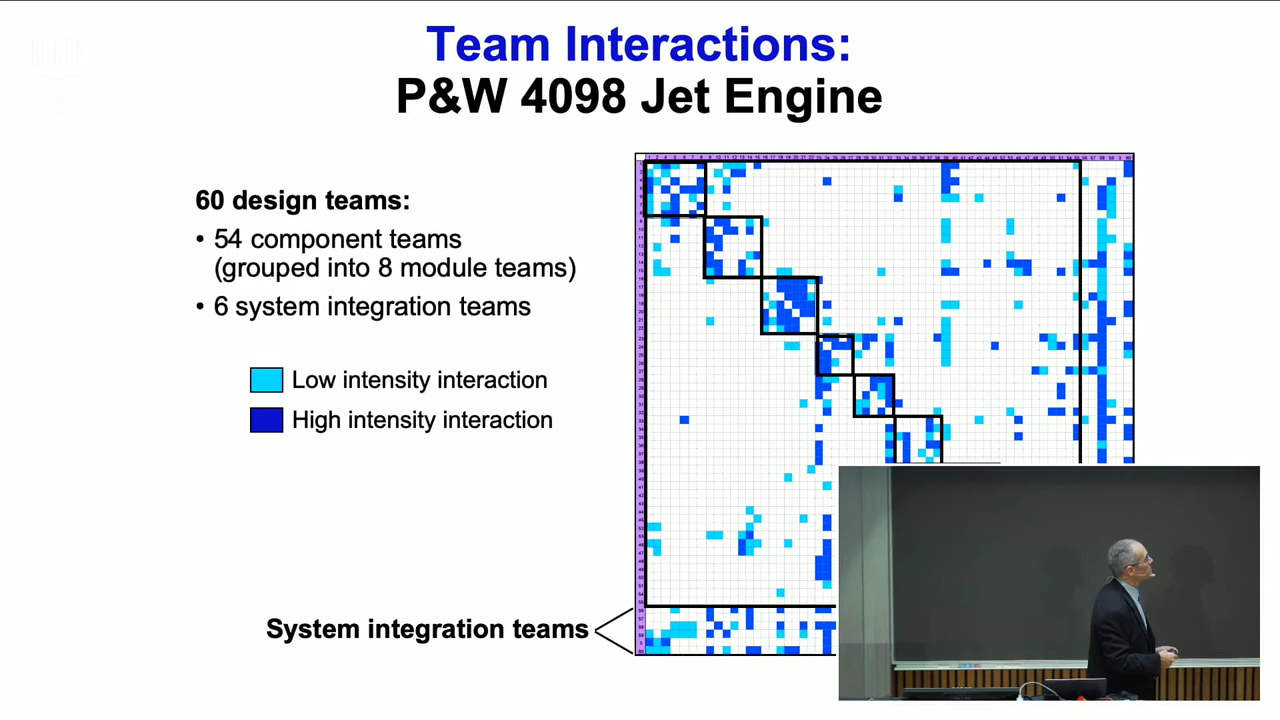 Team Interactions:
P&W 4098 Jet Engine
60 design teams:
• 54 component teams
(grouped into 8 module teams)
• 6 system integration teams
Low intensity interaction
High intensity interaction
System integration teams